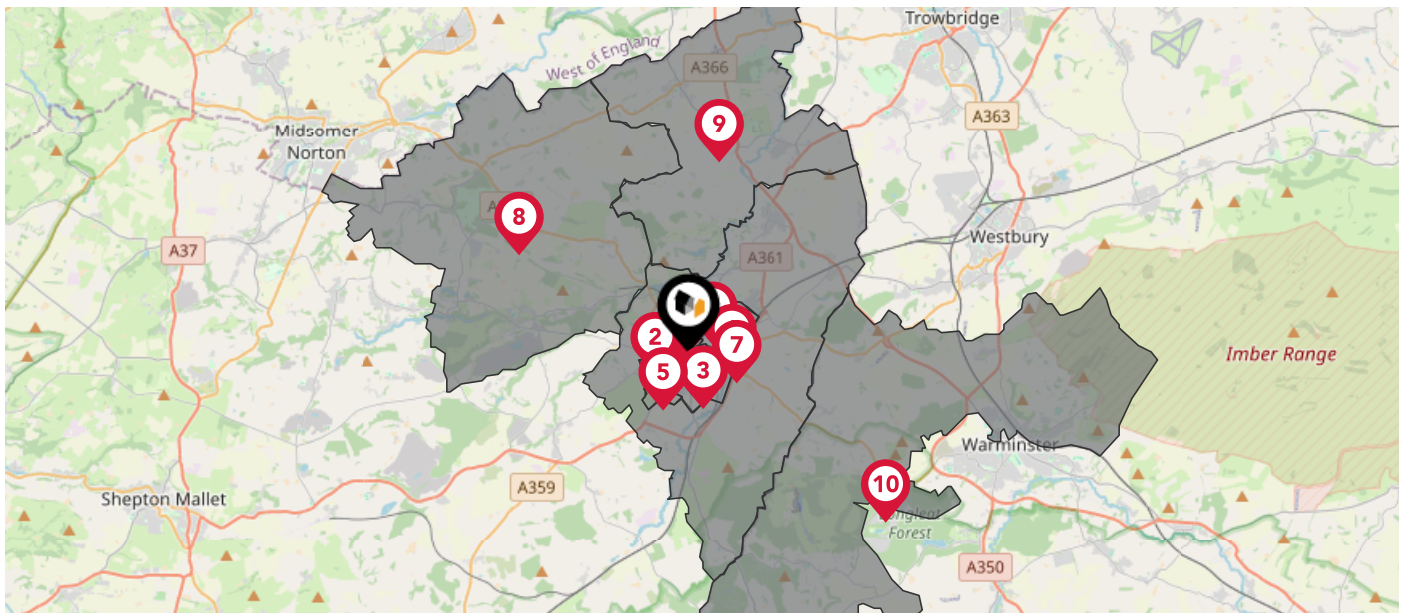 Trowbridge
West of England
A366
A363
9
Midsomer
Norton
8
A37
Westbury
A361
2
7
5
3
Imber Range
Warminster
Shepton Mallet
A359
10
Longleat
Forest
A350